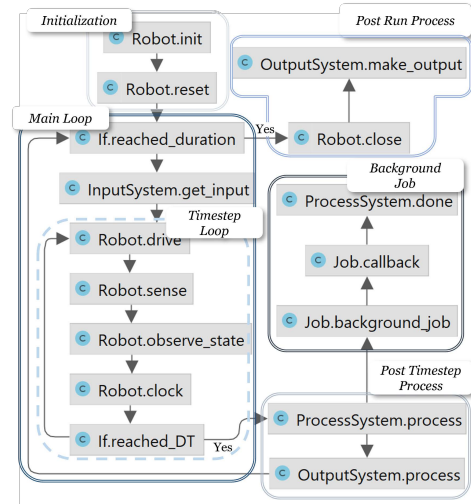 Initialization
Post Run Process
C Robot.init
C OutputSystem.make_output
C Robot.reset
Main Loop
C If.reached_duration
Yes
C Robot.close
Background
Job
C InputSystem.get_input
C ProcessSystem.done
Timestep
Loop
C Robot.drive
C Job.callback
C Robot.sense
C Job.background_job
C Robot.observe_state
Post Timestep
Process
C Robot.clock
C ProcessSystem.process
C If.reached_DT
Yes
C OutputSystem.process